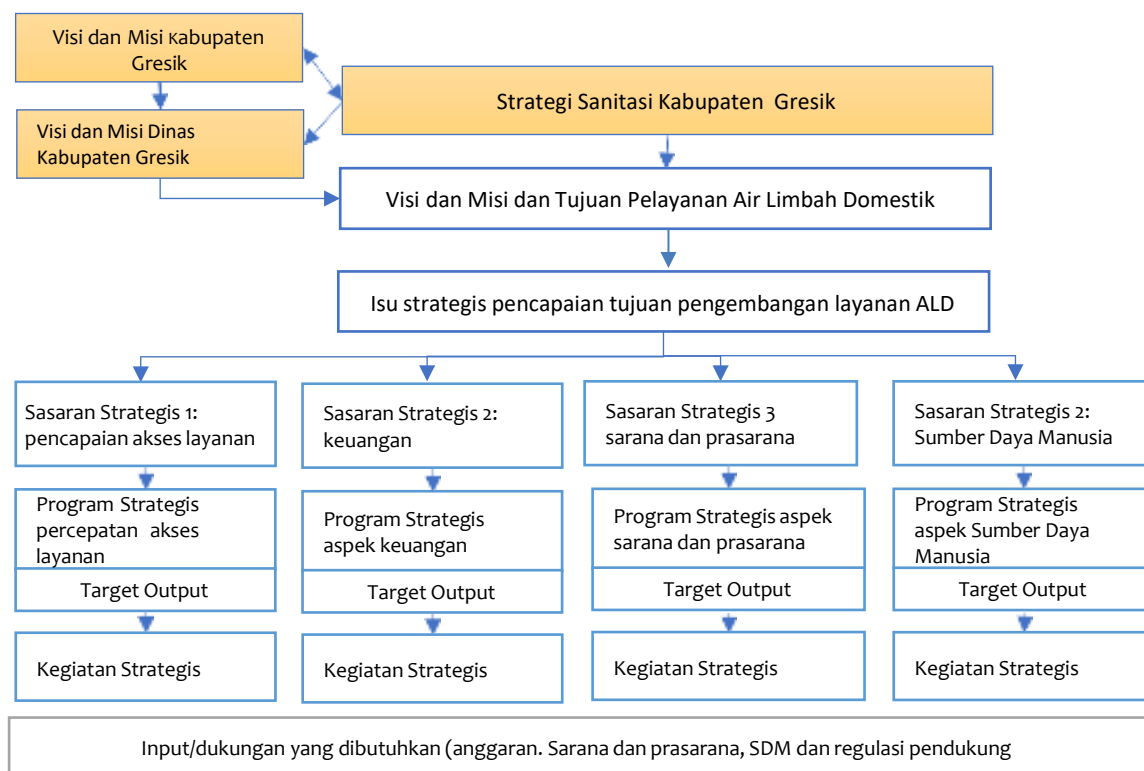 Visi dan Misi Kabupaten
Gresik
Strategi Sanitasi Kabupaten Gresik
Visi dan Misi Dinas
Kabupaten Gresik
Visi dan Misi dan Tujuan Pelayanan Air Limbah Domestik
Isu strategis pencapaian tujuan pengembangan layanan ALD
Sasaran Strategis 1:
pencapaian akses layanan
Sasaran Strategis 2:
keuangan
Sasaran Strategis 3
sarana dan prasarana
Sasaran Strategis 2:
Sumber Daya Manusia
Program Strategis
percepatan akses
layanan
Program Strategis
aspek keuangan
Program Strategis aspek
sarana dan prasarana
Program Strategis
aspek Sumber Daya
Manusia
Target Output
Target Output
Target Output
Target Output
Kegiatan Strategis
Kegiatan Strategis
Kegiatan Strategis
Kegiatan Strategis
Input/dukungan yang dibutuhkan (anggaran. Sarana dan prasarana, SDM dan regulasi pendukung